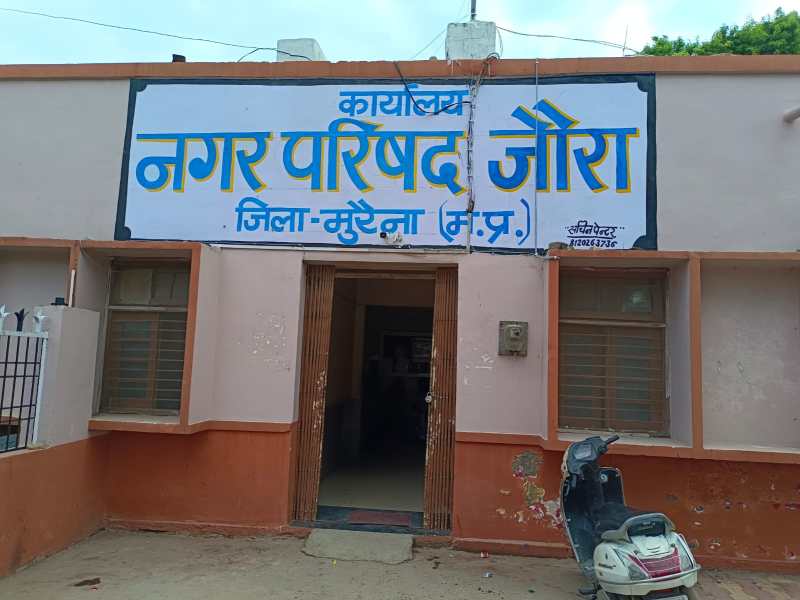 कार्यालय
नगर परिषद जौरा
जिला-मुरैना (म.प्र.)
"सचिन पेन्टर"
8120263736